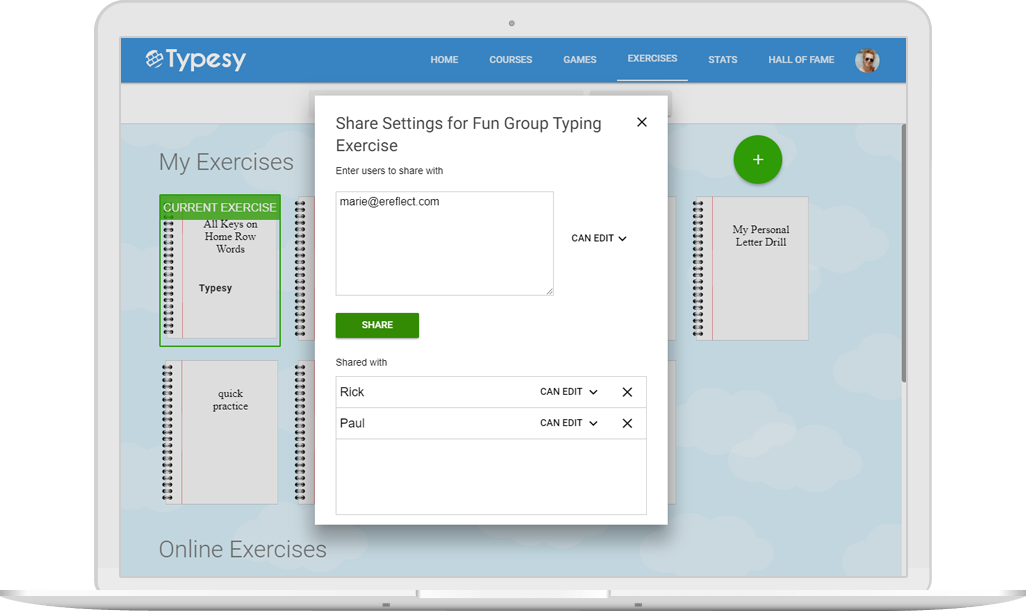 Typesy
HOME
COURSES
GAMES
EXERCISES
STATS
HALL OF FAME
Share Settings for Fun Group Typing
Exercise
Enter users to share with
marie@ereflect.com
CAN EDIT
SHARE
Shared with
Rick
CAN EDIT
Paul
CAN EDIT
My Exercises
+
CURRENT EXERCISE
All Keys on
Home Row
Words
Typesy
My Personal
Letter Drill
quick
practice
Online Exercises